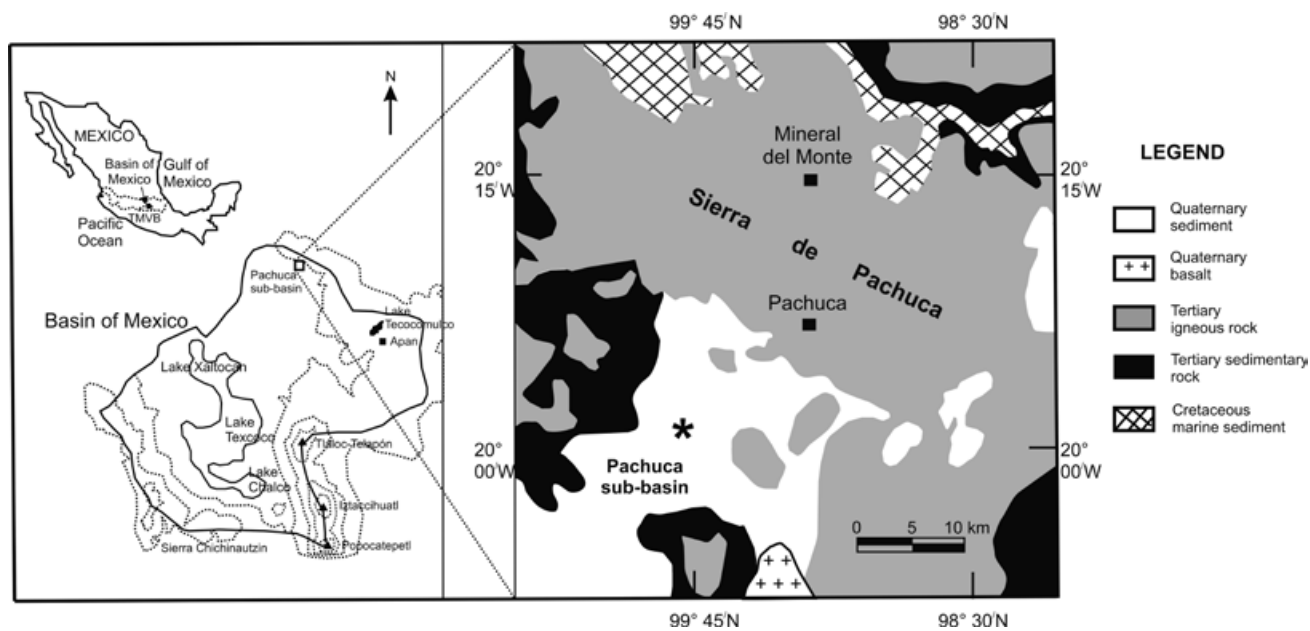 N
MEXICO
Basin of
Mexico
Gulf of
Mexico
TMVB
Pacific
Ocean
Pachuca
sub-basin
Basin of Mexico
Lake
Tecocomulco
Apan
Lake Xaltocan
Lake
Texcoco
Tlaloc-Telapón
Lake
Chalco
Iztaccihuatl
Sierra Chichinautzin
Popocatepetl
99° 45′N
98° 30′N
Mineral
del Monte
20°
15′W
20°
15′W
Sierra
de
Pachuca
Pachuca
*
Pachuca
sub-basin
20°
00′W
20°
00′W
0 5 10 km
99° 45′N
98° 30′N
LEGEND
Quaternary
sediment
Quaternary
basalt
Tertiary
igneous rock
Tertiary sedimentary
rock
Cretaceous
marine sediment